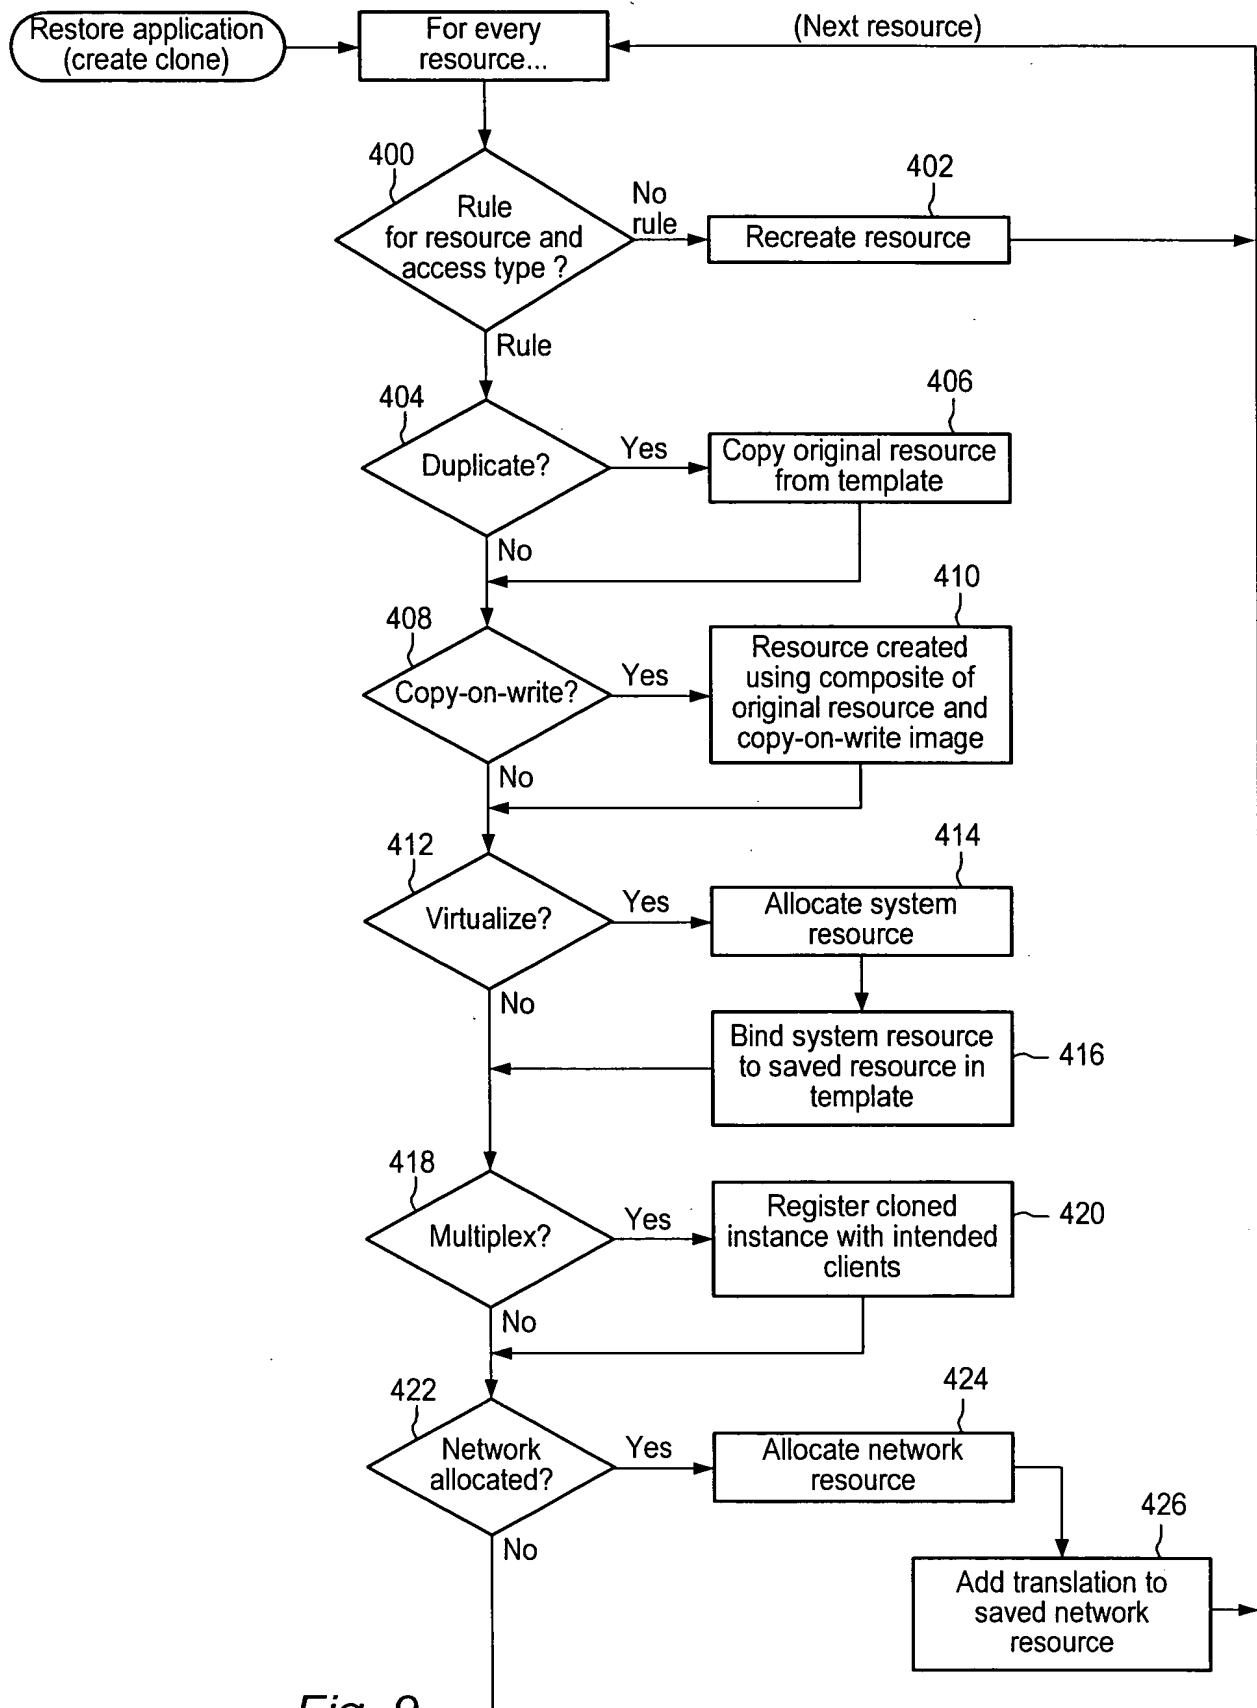 Restore application
(create clone)
For every
resource...
(Next resource)
400
Rule
for resource and
access type ?
No
rule
402
Recreate resource
Rule
404
Duplicate?
Yes
406
Copy original resource
from template
No
408
Copy-on-write?
Yes
410
Resource created
using composite of
original resource and
copy-on-write image
No
412
Virtualize?
Yes
414
Allocate system
resource
No
Bind system resource
to saved resource in
template
416
418
Multiplex?
Yes
Register cloned
instance with intended
clients
420
No
422
Network
allocated?
Yes
424
Allocate network
resource
No
426
Add translation to
saved network
resource
Fig. 9